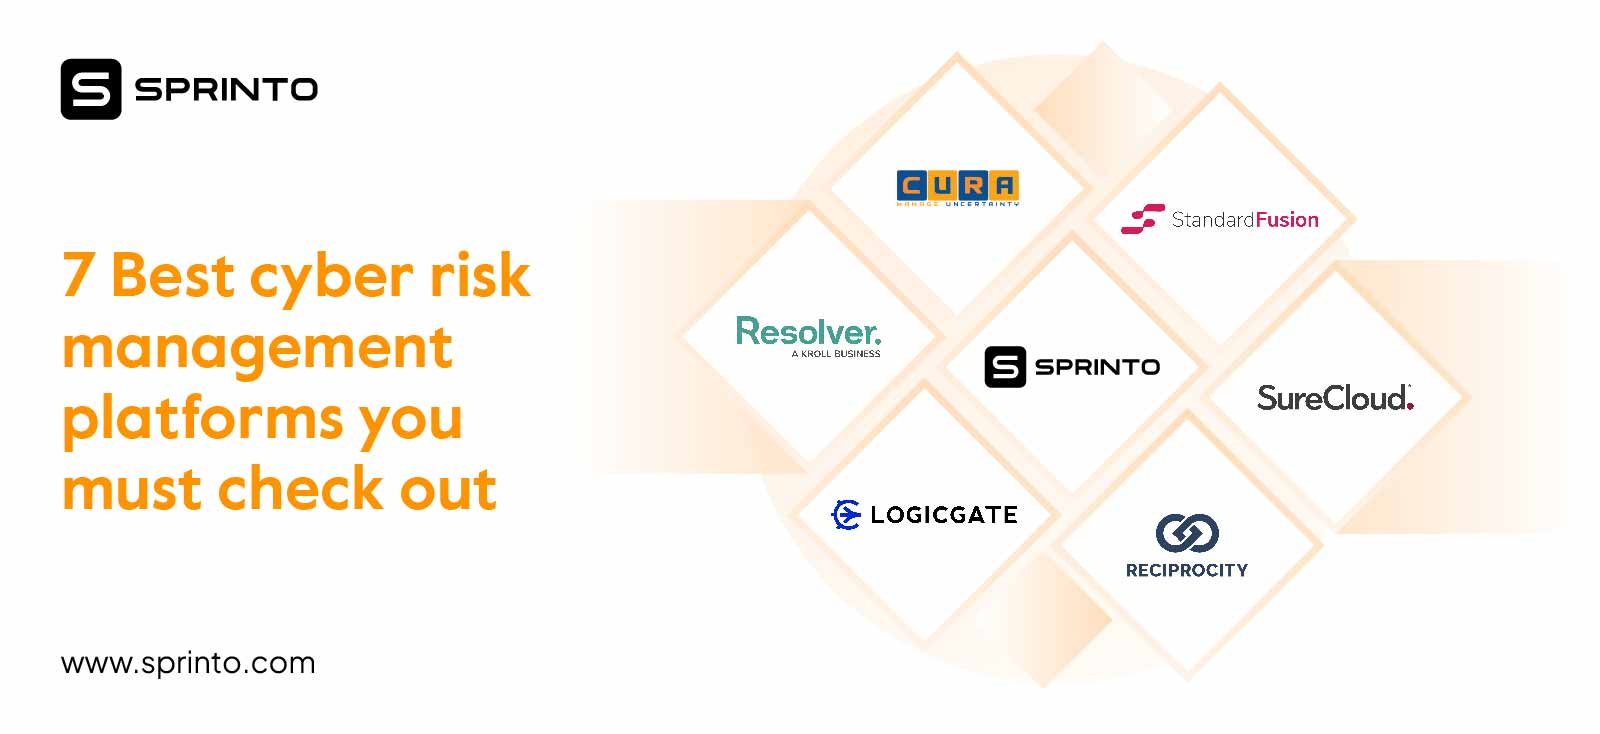 SPRINTO
7 Best cyber risk
management
platforms you
must check out
www.sprinto.com
CURA
MANAGE UNCERTAINTY
StandardFusion
Resolver.
A KROLL BUSINESS
SPRINTO
SureCloud.
LOGICGATE
RECIPROCITY